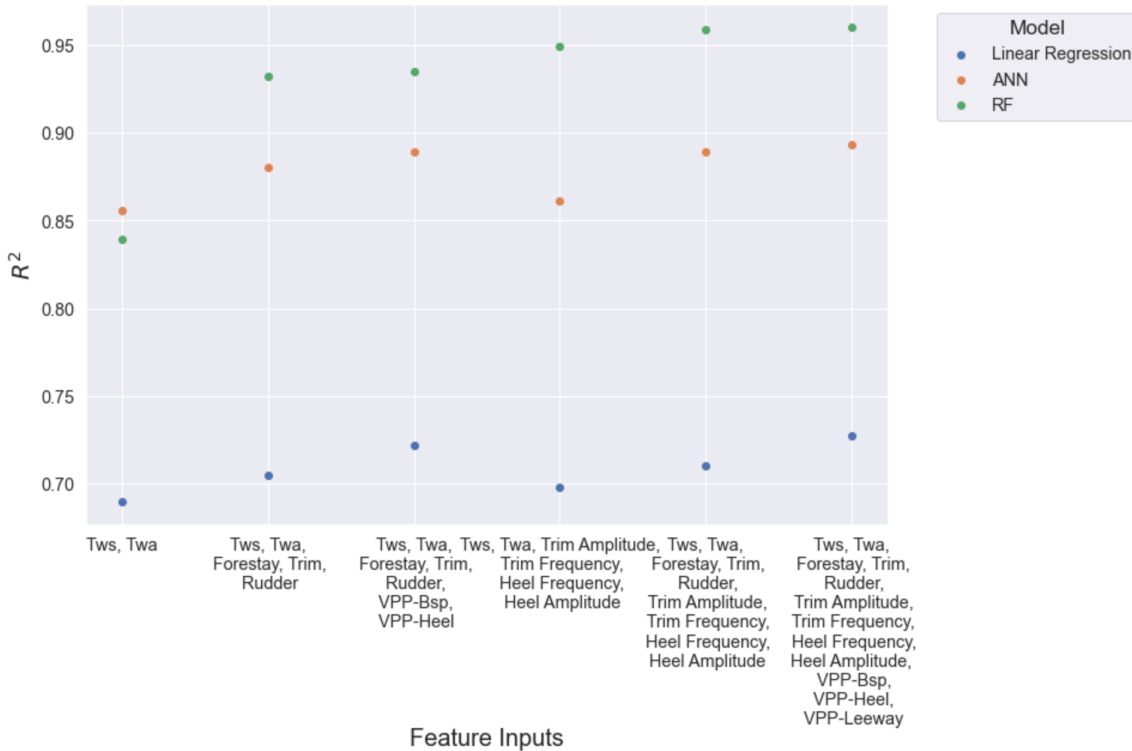 Model
Linear Regression
ANN
RF
0.95
0.90
0.85
0.80
0.75
0.70
R²
Tws, Twa
Tws, Twa,
Forestay, Trim,
Rudder
Tws, Twa,
Forestay, Trim,
Rudder,
VPP-Bsp,
VPP-Heel
Tws, Twa, Trim Amplitude,
Trim Frequency,
Heel Frequency,
Heel Amplitude
Tws, Twa,
Forestay, Trim,
Rudder,
Trim Amplitude,
Trim Frequency,
Heel Frequency,
Heel Amplitude
Tws, Twa,
Forestay, Trim,
Rudder,
Trim Amplitude,
Trim Frequency,
Heel Frequency,
Heel Amplitude,
VPP-Bsp,
VPP-Heel,
VPP-Leeway
Feature Inputs